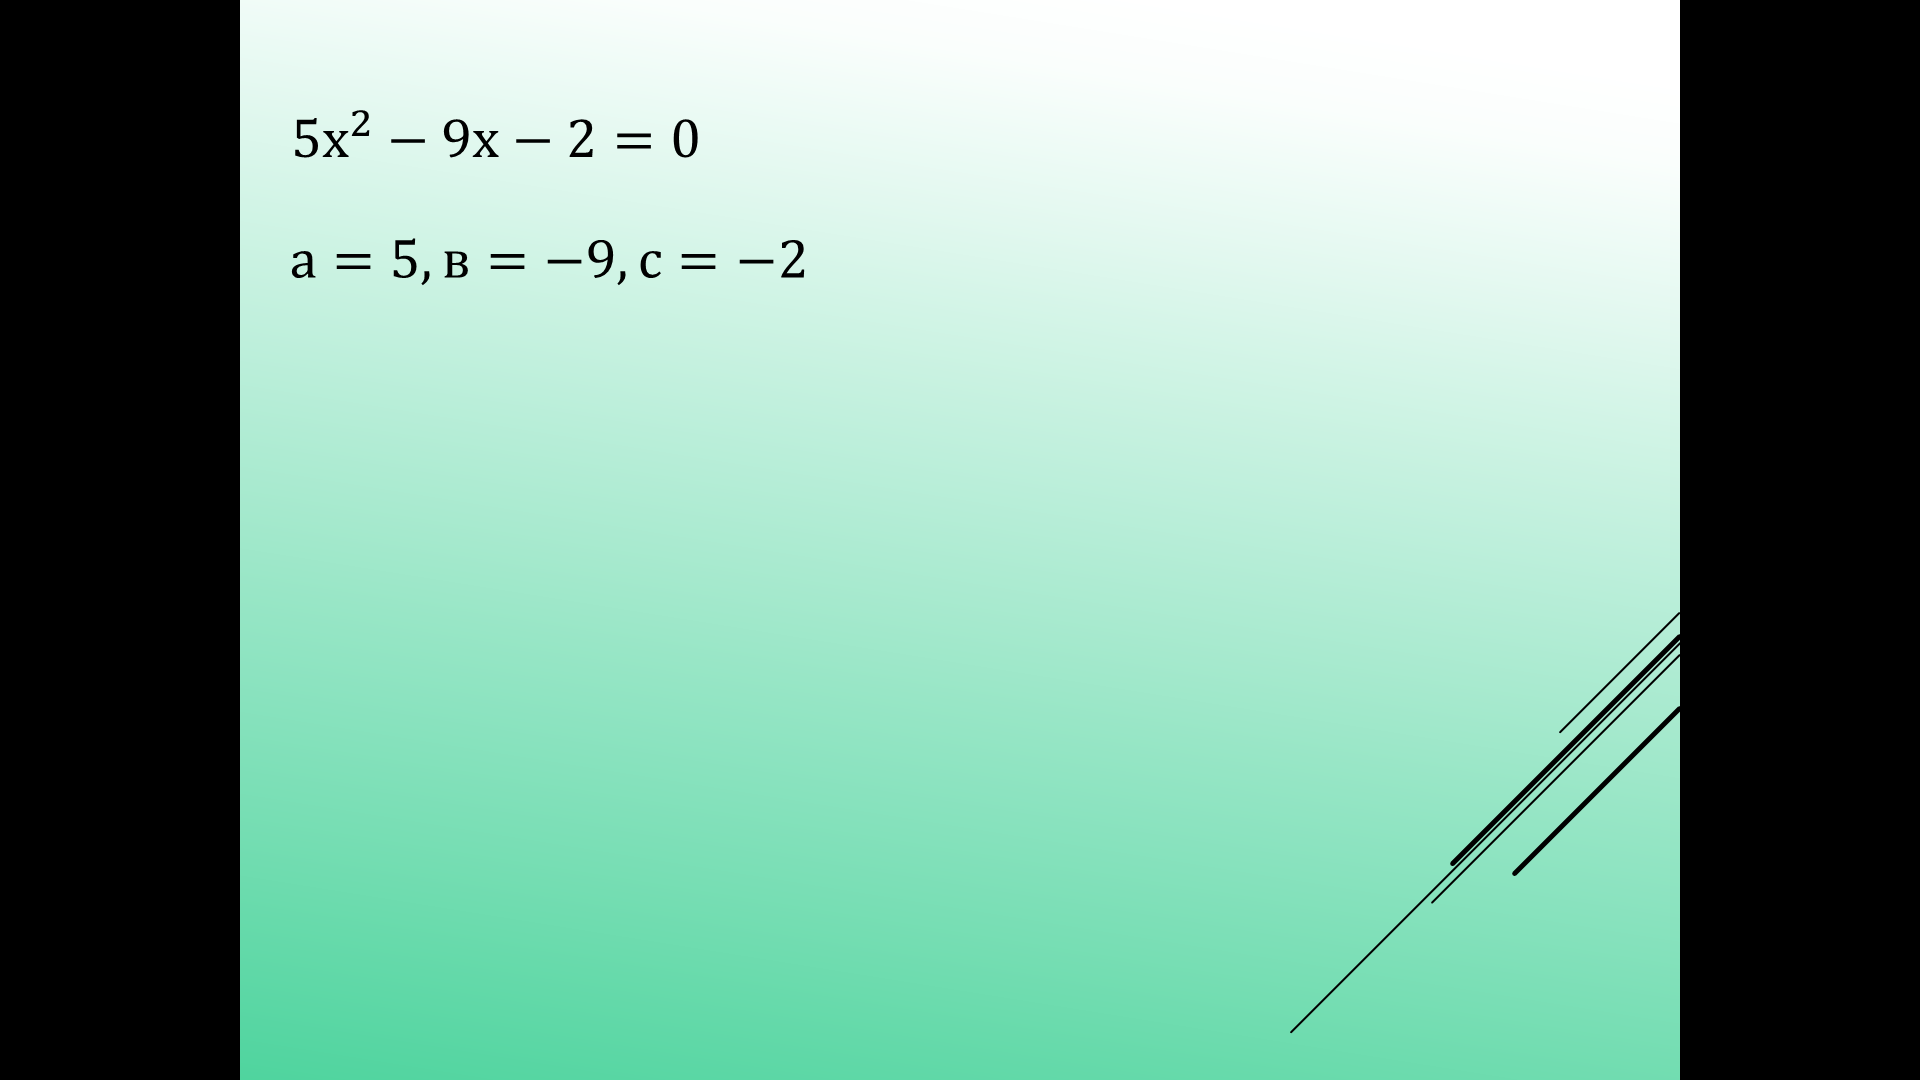 5х² − 9х − 2 = 0
а = 5, в = −9, с = −2